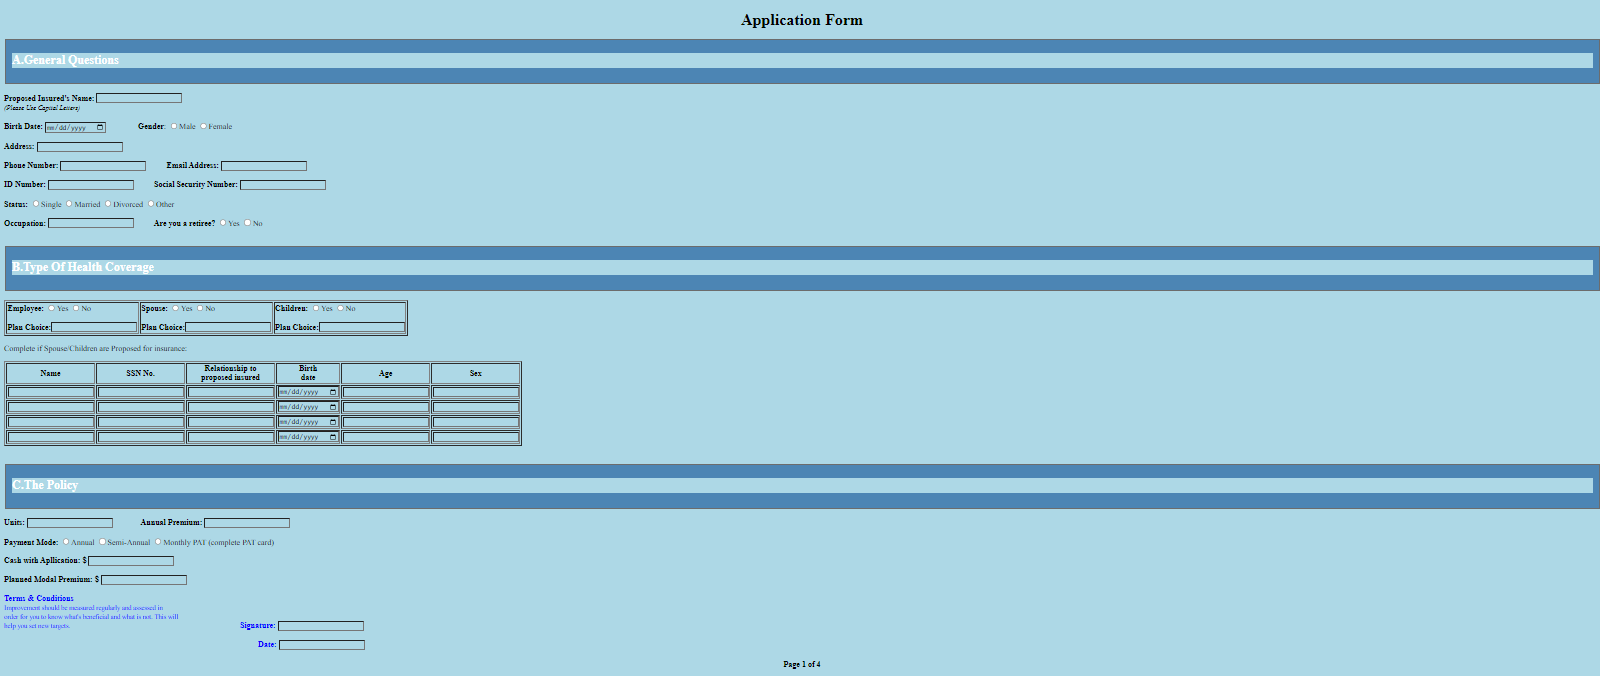 Application Form
A.General Questions
Proposed Insured's Name:
(Please Use Capital Letters)
Birth Date: mm/dd/yyyy Gender: Male Female
Address:
Phone Number: Email Address:
ID Number: Social Security Number:
Status: Single Married Divorced Other
Occupation: Are you a retiree? Yes No
B.Type Of Health Coverage
Employee: Yes No Spouse: Yes No Children: Yes No
Plan Choice: Plan Choice: Plan Choice:
Complete if Spouse/Children are Proposed for insurance:
Name SSN No. Relationship to proposed insured Birth date Age Sex
mm/dd/yyyy
mm/dd/yyyy
mm/dd/yyyy
mm/dd/yyyy
C.The Policy
Units: Annual Premium:
Payment Mode: Annual Semi-Annual Monthly PAT (complete PAT card)
Cash with Apllication: $
Planned Modal Premium: $
Terms & Conditions
Improvement should be measured regularly and assessed in
order for you to know what's beneficial and what is not. This will
help you set new targets.
Signature:
Date:
Page 1 of 4